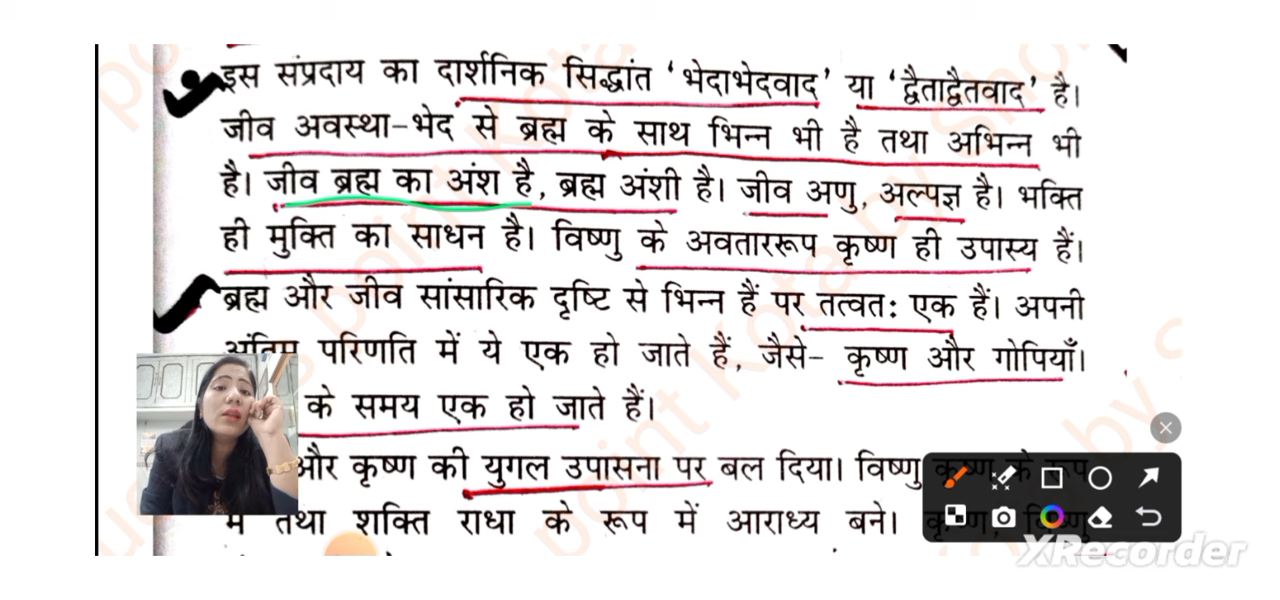 इस संप्रदाय का दार्शनिक सिद्धांत 'भेदाभेदवाद' या 'द्वैताद्वैतवाद' है।
जीव अवस्था-भेद से ब्रह्म के साथ भिन्न भी है तथा अभिन्न भी
है। जीव ब्रह्म का अंश है, ब्रह्म अंशी है। जीव अणु, अल्पज्ञ है। भक्ति
ही मुक्ति का साधन है। विष्णु के अवताररूप कृष्ण ही उपास्य हैं।
ब्रह्म और जीव सांसारिक दृष्टि से भिन्न हैं पर तत्वत: एक हैं। अपनी
अंतिम परिणति में ये एक हो जाते हैं, जैसे- कृष्ण और गोपियाँ।
के समय एक हो जाते हैं।
और कृष्ण की युगल उपासना पर बल दिया। विष्णु कृष्ण के रूप
में तथा शक्ति राधा के रूप में आराध्य बने। कृष्ण, विष्णु
XRecorder